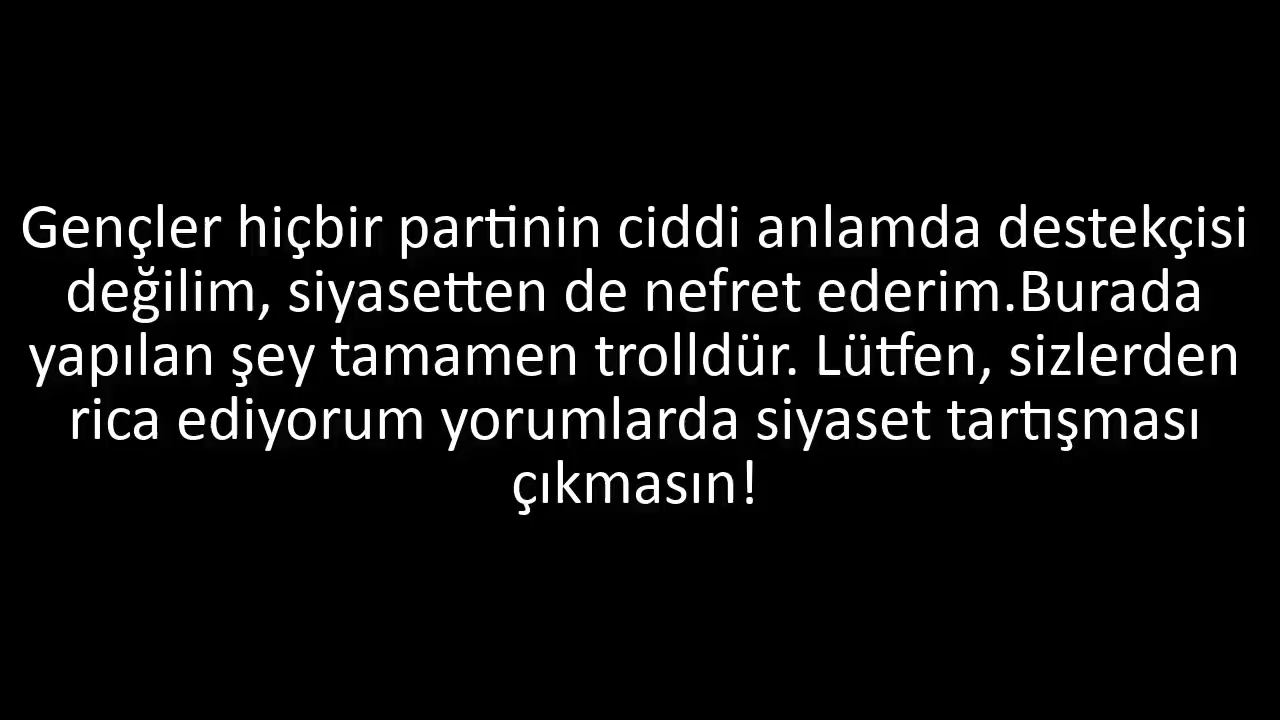 Gençler hiçbir partinin ciddi anlamda destekçisi
değilim, siyasetten de nefret ederim.Burada
yapılan şey tamamen trolldür. Lütfen, sizlerden
rica ediyorum yorumlarda siyaset tartışması
çıkmasın!